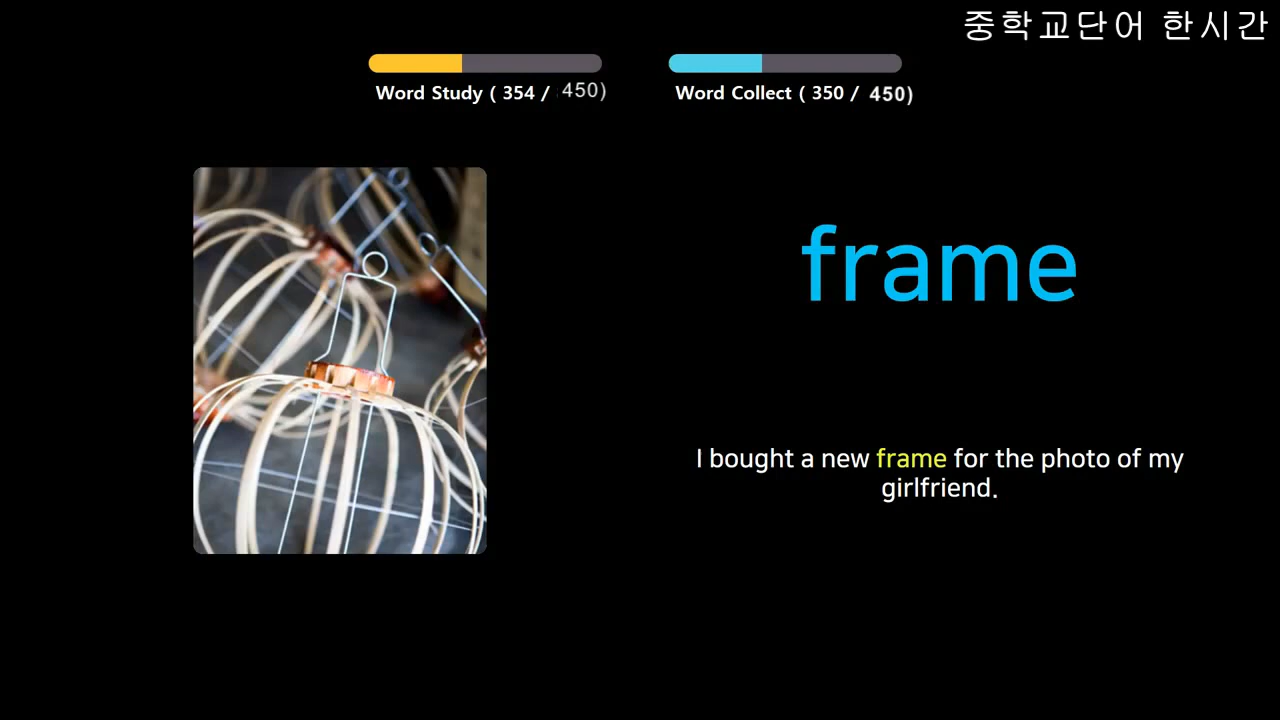 중학교단어 한시간
Word Study ( 354 / 450)
Word Collect ( 350 / 450)
frame
I bought a new frame for the photo of my
girlfriend.